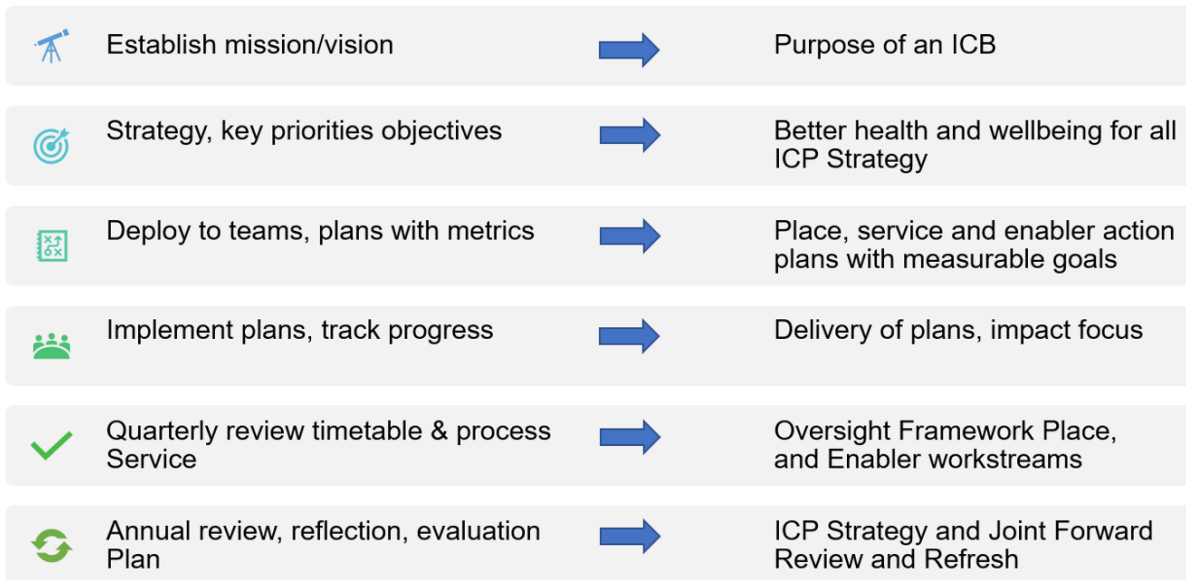 Establish mission/vision
Purpose of an ICB
Strategy, key priorities objectives
Better health and wellbeing for all
ICP Strategy
Deploy to teams, plans with metrics
Place, service and enabler action
plans with measurable goals
Implement plans, track progress
Delivery of plans, impact focus
Quarterly review timetable & process
Service
Oversight Framework Place,
and Enabler workstreams
Annual review, reflection, evaluation
Plan
ICP Strategy and Joint Forward
Review and Refresh